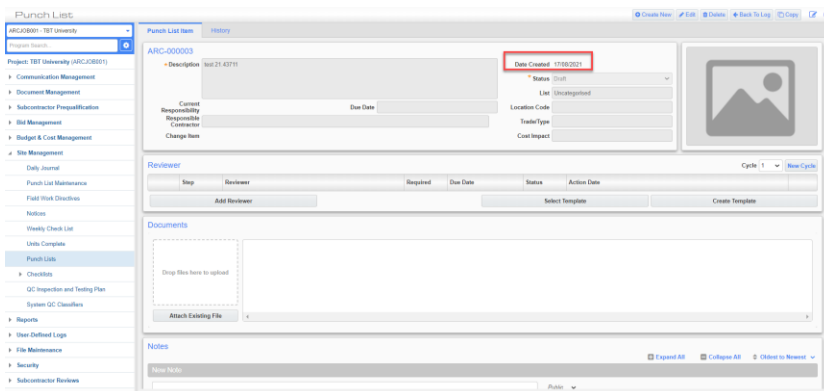 Punch List
Create New Edit Delete Back To Log Copy
ARCJOB001 - TBT University
Program Search...
Project: TBT University (ARCJOB001)
Communication Management
Document Management
Subcontractor Prequalification
Bid Management
Budget & Cost Management
Site Management
Daily Journal
Punch List Maintenance
Field Work Directives
Notices
Weekly Check List
Units Complete
Punch Lists
Checklists
QC Inspection and Testing Plan
System QC Classifiers
Reports
User-Defined Logs
File Maintenance
Security
Subcontractor Reviews
Punch List Item History
ARC-000003
Description test 21.43711
Date Created 17/08/2021
Status Draft
List Uncategorised
Current Responsibility
Due Date
Location Code
Responsible Contractor
Trade/Type
Change Item
Cost Impact
Reviewer
Cycle 1 New Cycle
Step Reviewer Required Due Date Status Action Date
Add Reviewer Select Template Create Template
Documents
Drop files here to upload
Attach Existing File
Notes
Expand All Collapse All Oldest to Newest
New Note
Public